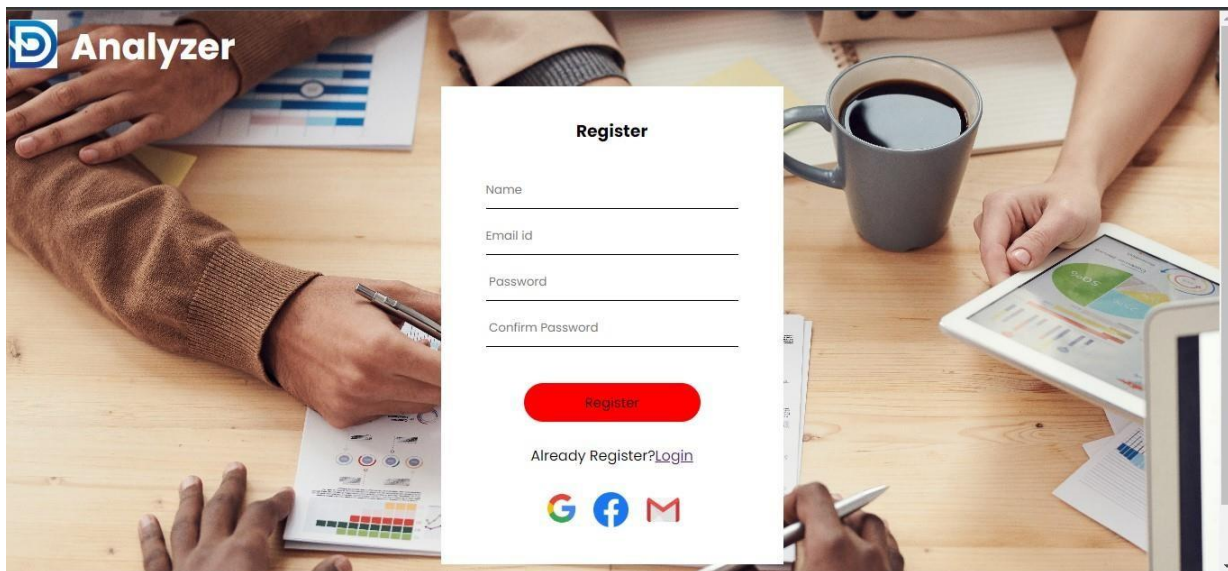 Analyzer
Register
Name
Email id
Password
Confirm Password
Register
Already Register?Login